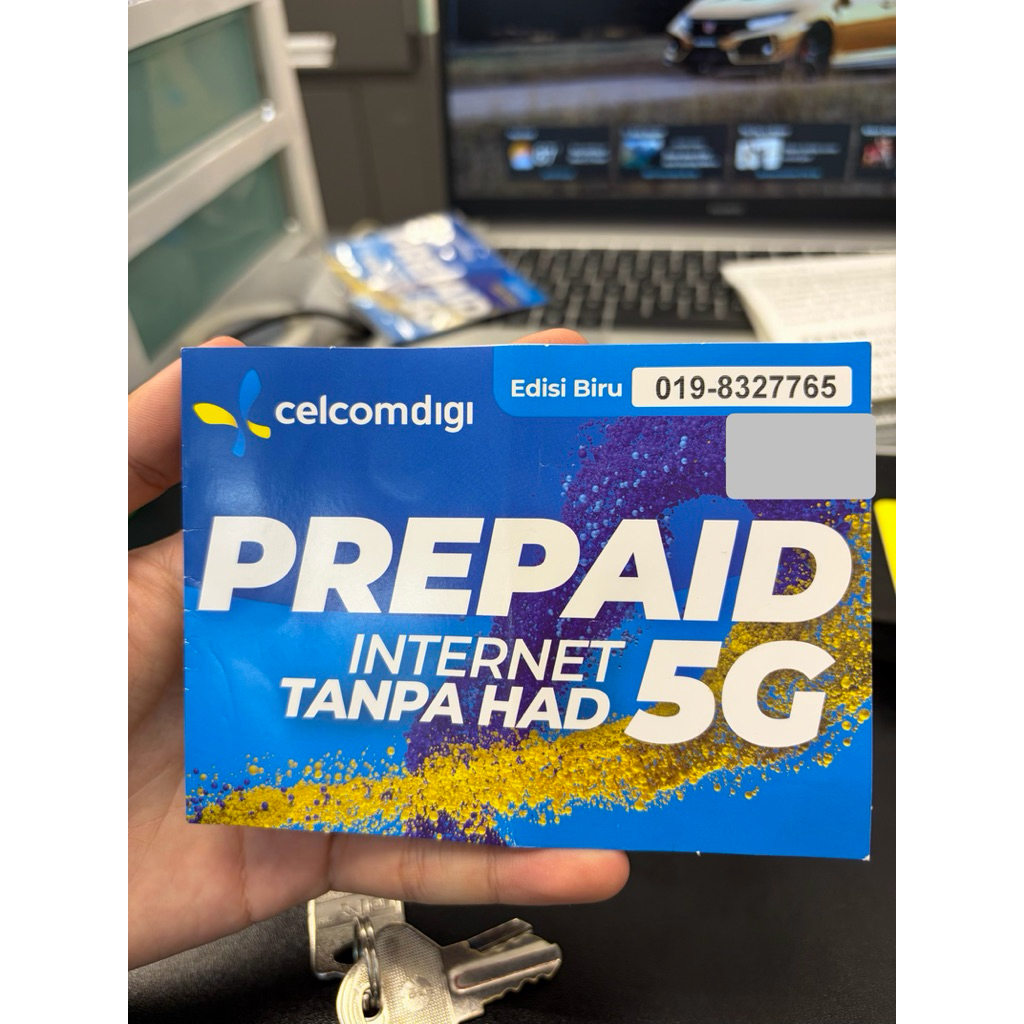 celcomdigi
Edisi Biru 019-8327765
PREPAID
INTERNET
TANPA HAD
5G